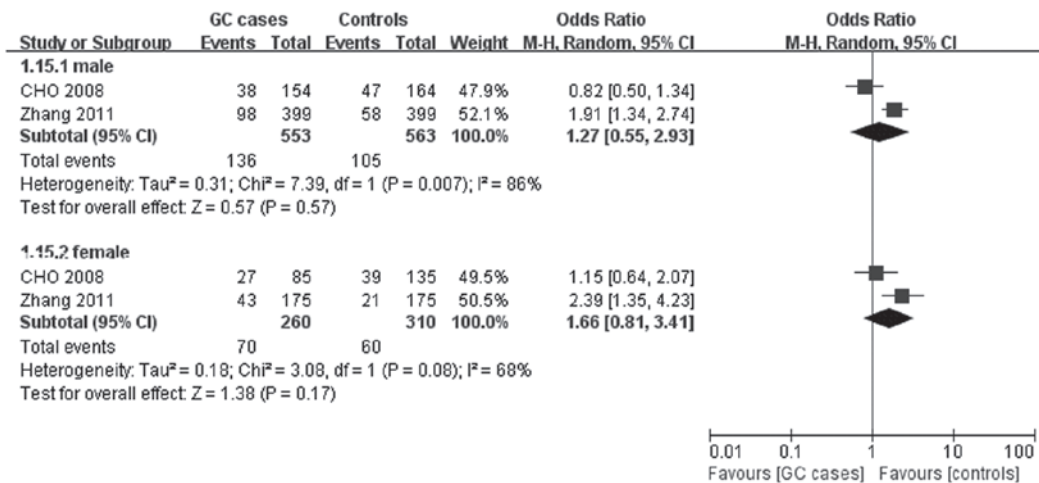 GC cases Controls Odds Ratio Odds Ratio
Study or Subgroup Events Total Events Total Weight M-H, Random, 95% CI M-H, Random, 95% CI
1.15.1 male
CHO 2008 38 154 47 164 47.9% 0.82 [0.50, 1.34]
Zhang 2011 98 399 58 399 52.1% 1.91 [1.34, 2.74]
Subtotal (95% CI) 553 563 100.0% 1.27 [0.55, 2.93]
Total events 136 105
Heterogeneity: Tau² = 0.31; Chi² = 7.39, df = 1 (P = 0.007); I² = 86%
Test for overall effect: Z = 0.57 (P = 0.57)
1.15.2 female
CHO 2008 27 85 39 135 49.5% 1.15 [0.64, 2.07]
Zhang 2011 43 175 21 175 50.5% 2.39 [1.35, 4.23]
Subtotal (95% CI) 260 310 100.0% 1.66 [0.81, 3.41]
Total events 70 60
Heterogeneity: Tau² = 0.18; Chi² = 3.08, df = 1 (P = 0.08); I² = 68%
Test for overall effect: Z = 1.38 (P = 0.17)
0.01 0.1 1 10 100
Favours [GC cases] Favours [controls]